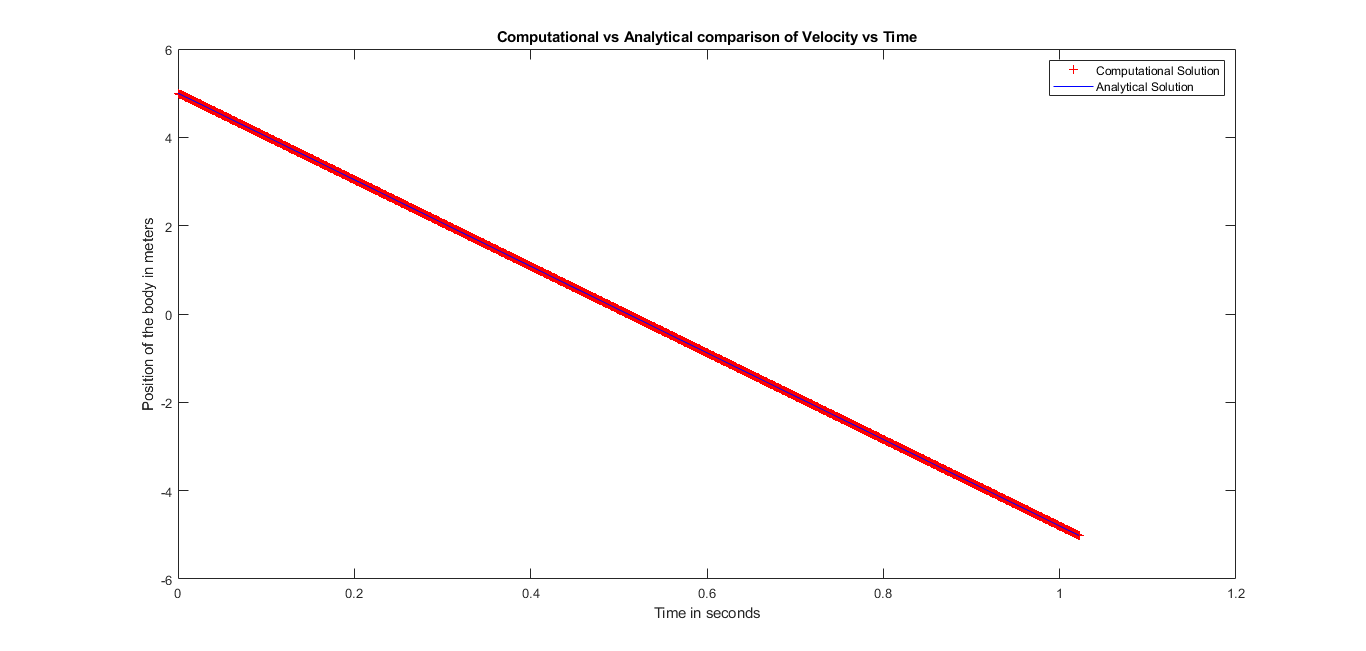 Computational vs Analytical comparison of Velocity vs Time
Computational Solution
Analytical Solution
Position of the body in meters
6
4
2
0
-2
-4
-6
0
0.2
0.4
0.6
0.8
1
1.2
Time in seconds